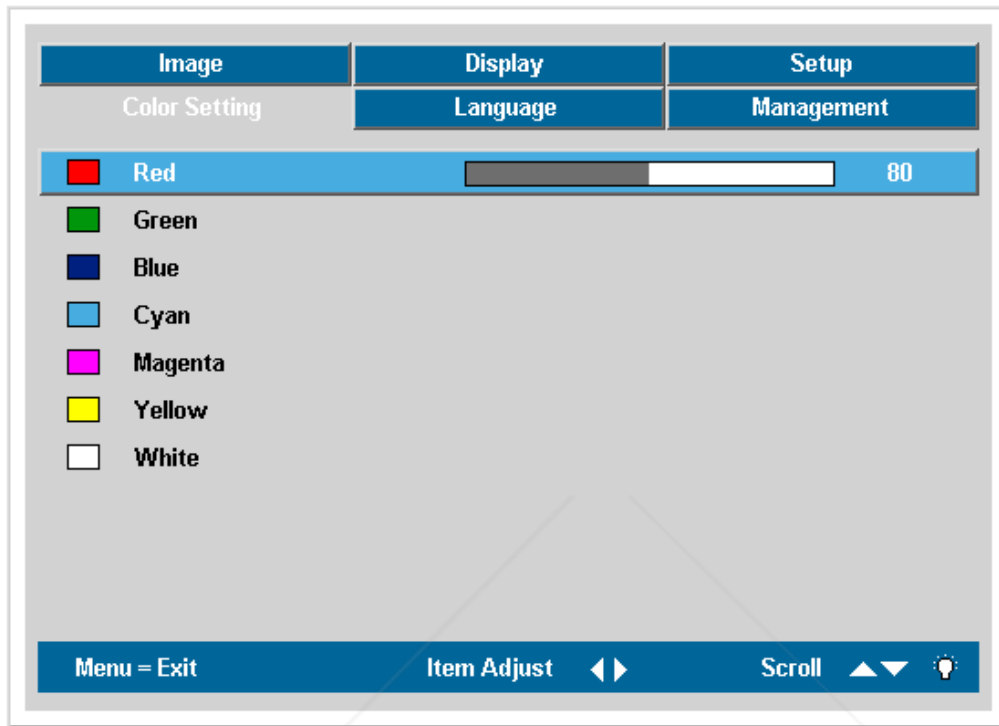 Image Display Setup
Color Setting Language Management
Red 80
Green
Blue
Cyan
Magenta
Yellow
White
Menu = Exit Item Adjust Scroll